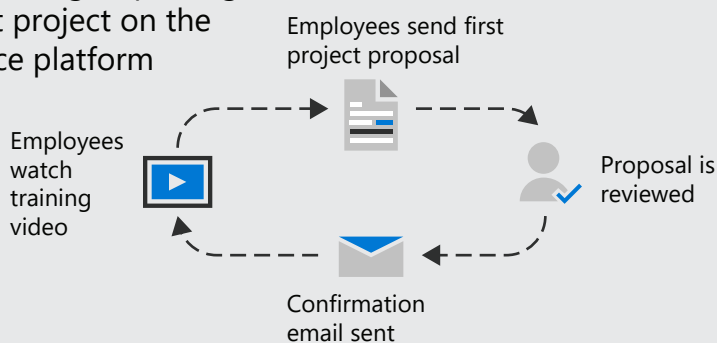 t project on the
ce platform
Employees send first
project proposal
Employees
watch
training
video
Proposal is
reviewed
Confirmation
email sent